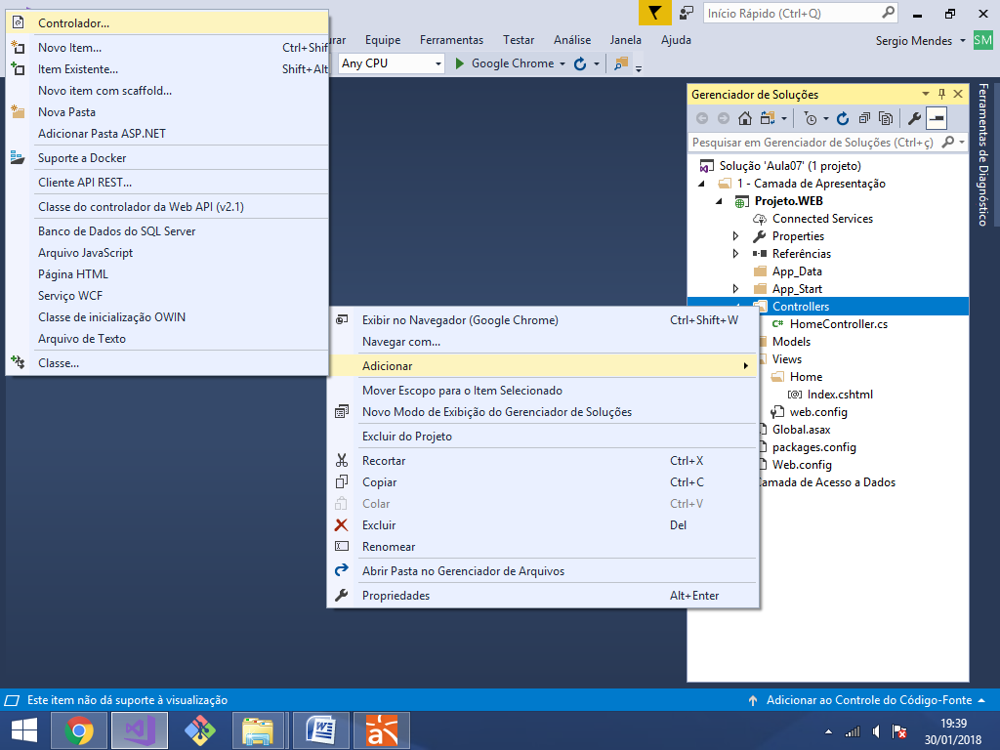 Controlador...
Novo Item... Ctrl+Shif
Item Existente... Shift+Alt
Novo item com scaffold...
Nova Pasta
Adicionar Pasta ASP.NET
Suporte a Docker
Cliente API REST...
Classe do controlador da Web API (v2.1)
Banco de Dados do SQL Server
Arquivo JavaScript
Página HTML
Serviço WCF
Classe de inicialização OWIN
Arquivo de Texto
Classe...
Início Rápido (Ctrl+Q)
rar Equipe Ferramentas Testar Análise Janela Ajuda
Sergio Mendes SM
Any CPU Google Chrome
Exibir no Navegador (Google Chrome) Ctrl+Shift+W
Navegar com...
Adicionar
Mover Escopo para o Item Selecionado
Novo Modo de Exibição do Gerenciador de Soluções
Excluir do Projeto
Recortar Ctrl+X
Copiar Ctrl+C
Colar Ctrl+V
Excluir Del
Renomear
Abrir Pasta no Gerenciador de Arquivos
Propriedades Alt+Enter
Gerenciador de Soluções
Pesquisar em Gerenciador de Soluções (Ctrl+ç)
Solução 'Aula07' (1 projeto)
1 - Camada de Apresentação
Projeto.WEB
Connected Services
Properties
Referências
App_Data
App_Start
Controllers
C# HomeController.cs
Models
Views
Home
[@] Index.cshtml
web.config
Global.asax
packages.config
Web.config
Camada de Acesso a Dados
Ferramentas de Diagnóstico
Este item não dá suporte à visualização
Adicionar ao Controle do Código-Fonte
19:39
30/01/2018